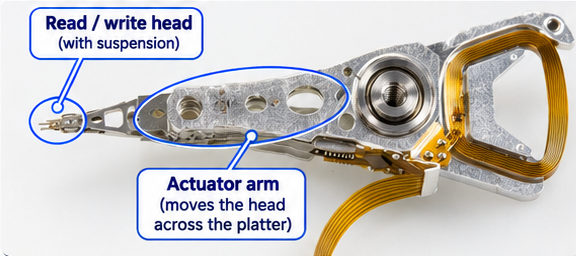 Read / write head
(with suspension)
Actuator arm
(moves the head
across the platter)